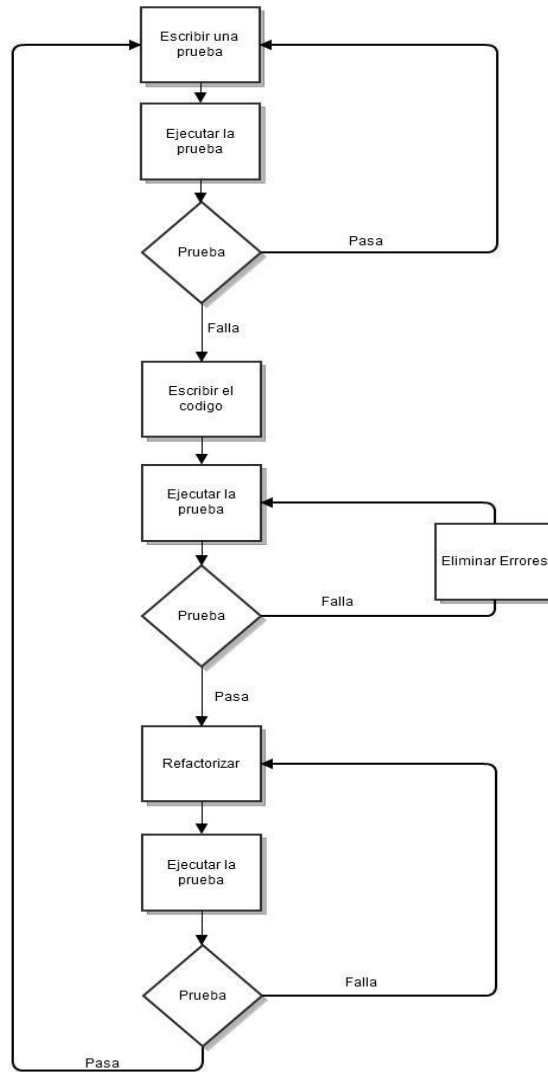 Escribir una
prueba
Ejecutar la
prueba
Prueba
Pasa
Falla
Escribir el
codigo
Ejecutar la
prueba
Eliminar Errores
Prueba
Falla
Pasa
Refactorizar
Ejecutar la
prueba
Prueba
Falla
Pasa